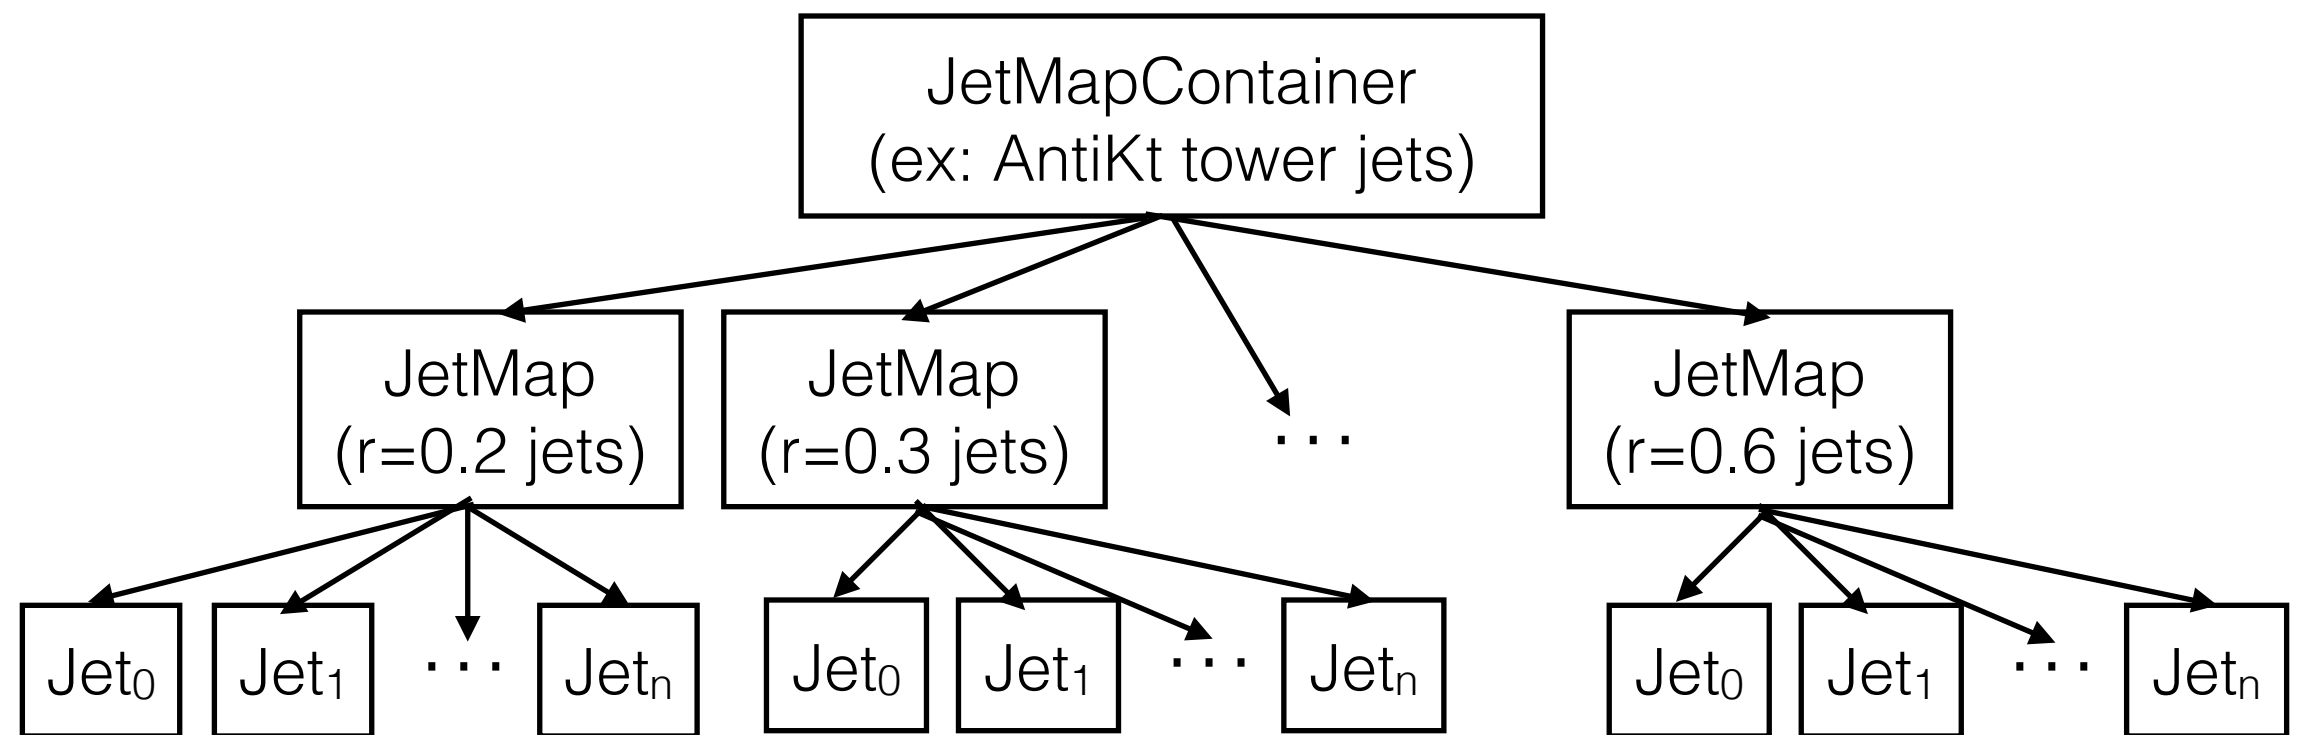 JetMapContainer
(ex: AntiKt tower jets)
JetMap
(r=0.2 jets)
JetMap
(r=0.3 jets)
...
JetMap
(r=0.6 jets)
Jet₀
Jet₁
...
Jetₙ
Jet₀
Jet₁
...
Jetₙ
Jet₀
Jet₁
...
Jetₙ